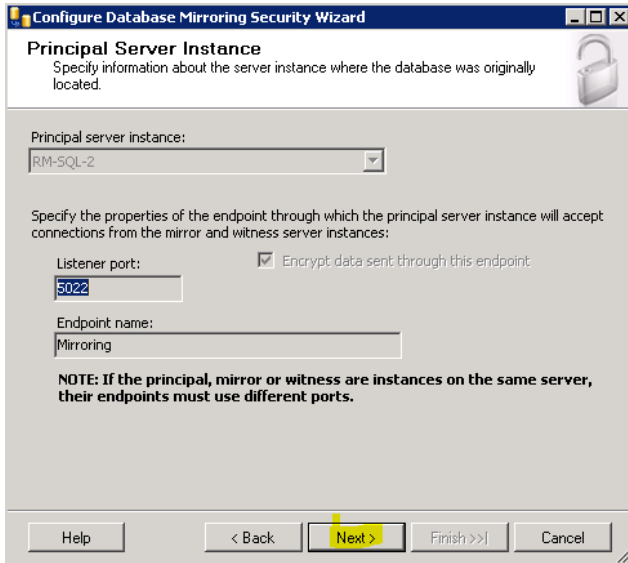 Configure Database Mirroring Security Wizard
Principal Server Instance
Specify information about the server instance where the database was originally
located.
Principal server instance:
RM-SQL-2
Specify the properties of the endpoint through which the principal server instance will accept
connections from the mirror and witness server instances:
Listener port:
Encrypt data sent through this endpoint
5022
Endpoint name:
Mirroring
NOTE: If the principal, mirror or witness are instances on the same server,
their endpoints must use different ports.
Help
< Back
Next >
Finish >>|
Cancel